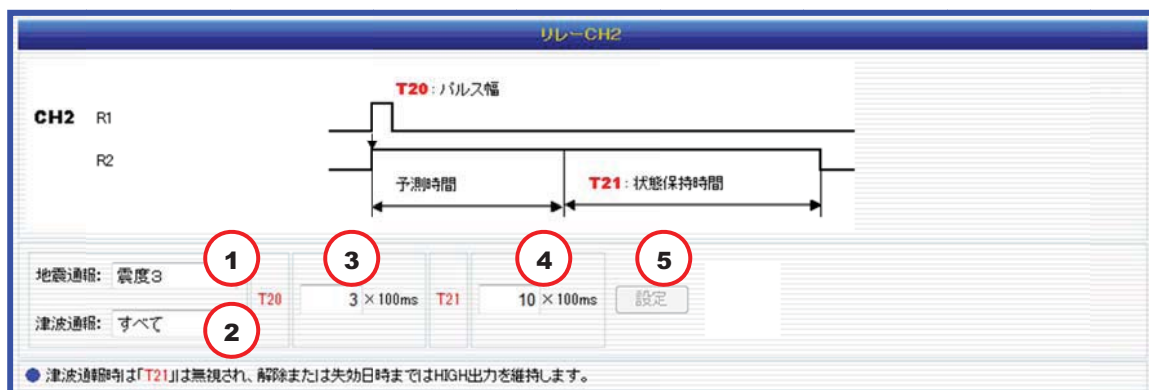 リレーCH2
T20：パルス幅
CH2 R1
R2
予測時間
T21：状態保持時間
1 3 4 5
地震通報: 震度3
T20 3 ×100ms T21 10 ×100ms 設定
津波通報: すべて 2
● 津波通報時は「T21」は無視され、解除または失効日時まではHIGH出力を維持します。